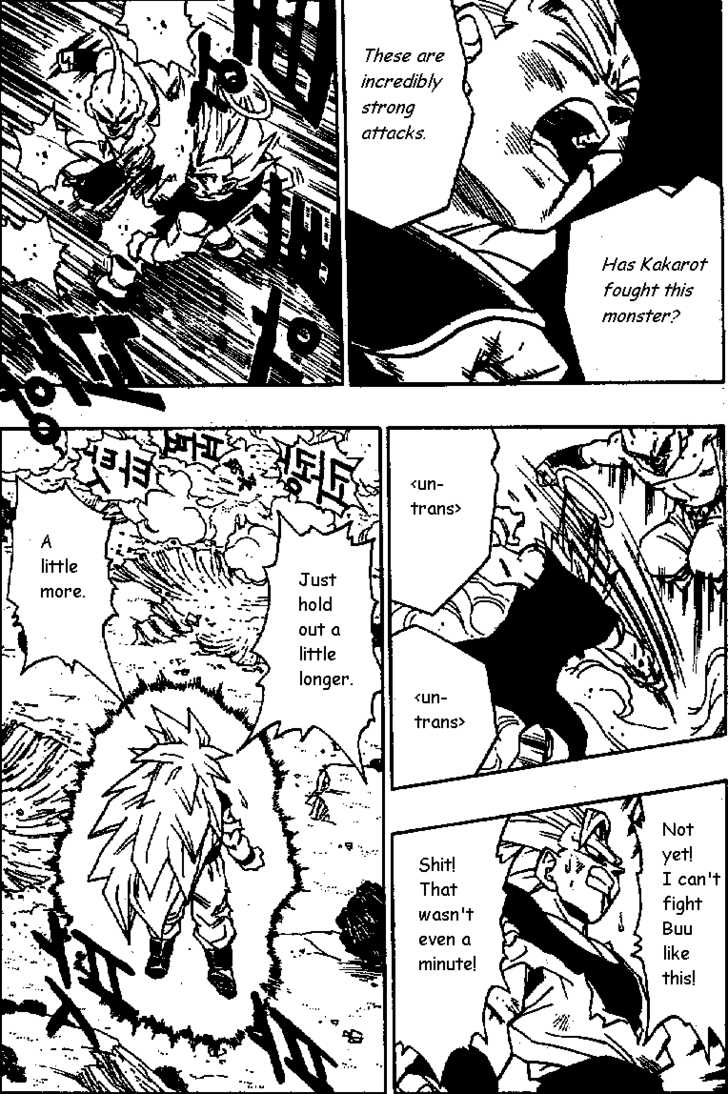 These are
incredibly
strong
attacks.
Has Kakarot
fought this
monster?
A
little
more.
Just
hold
out a
little
longer.
<un-
trans>
<un-
trans>
Shit!
That
wasn't
even a
minute!
Not
yet!
I can't
fight
Buu
like
this!